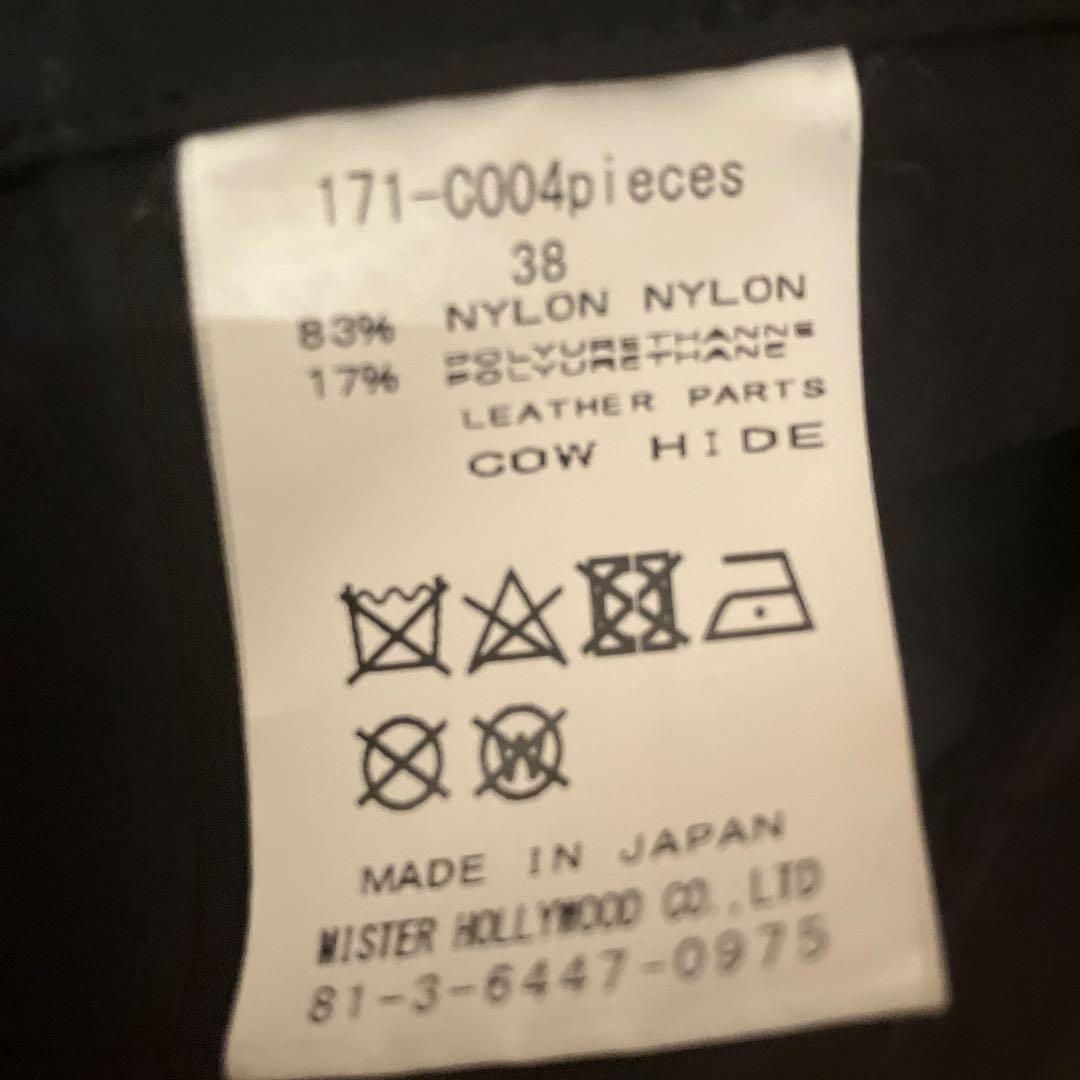 171-C004pieces
38
83% NYLON NYLON
17% POLYURETHANNE
POLYURETHANE
LEATHER PARTS
COW HIDE
W
MADE IN JAPAN
MISTER HOLLYWOOD CO.,LTD
81-3-6447-0975